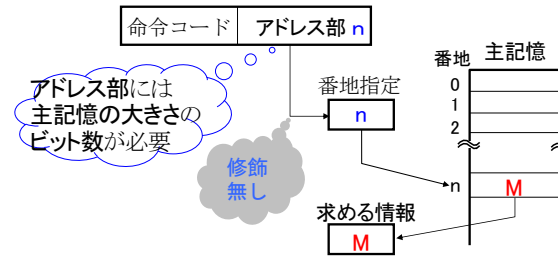 命令コード
アドレス部 n
アドレス部には
主記憶の大きさの
ビット数が必要
番地指定
n
修飾
無し
番地
主記憶
0
1
2
n
M
求める情報
M